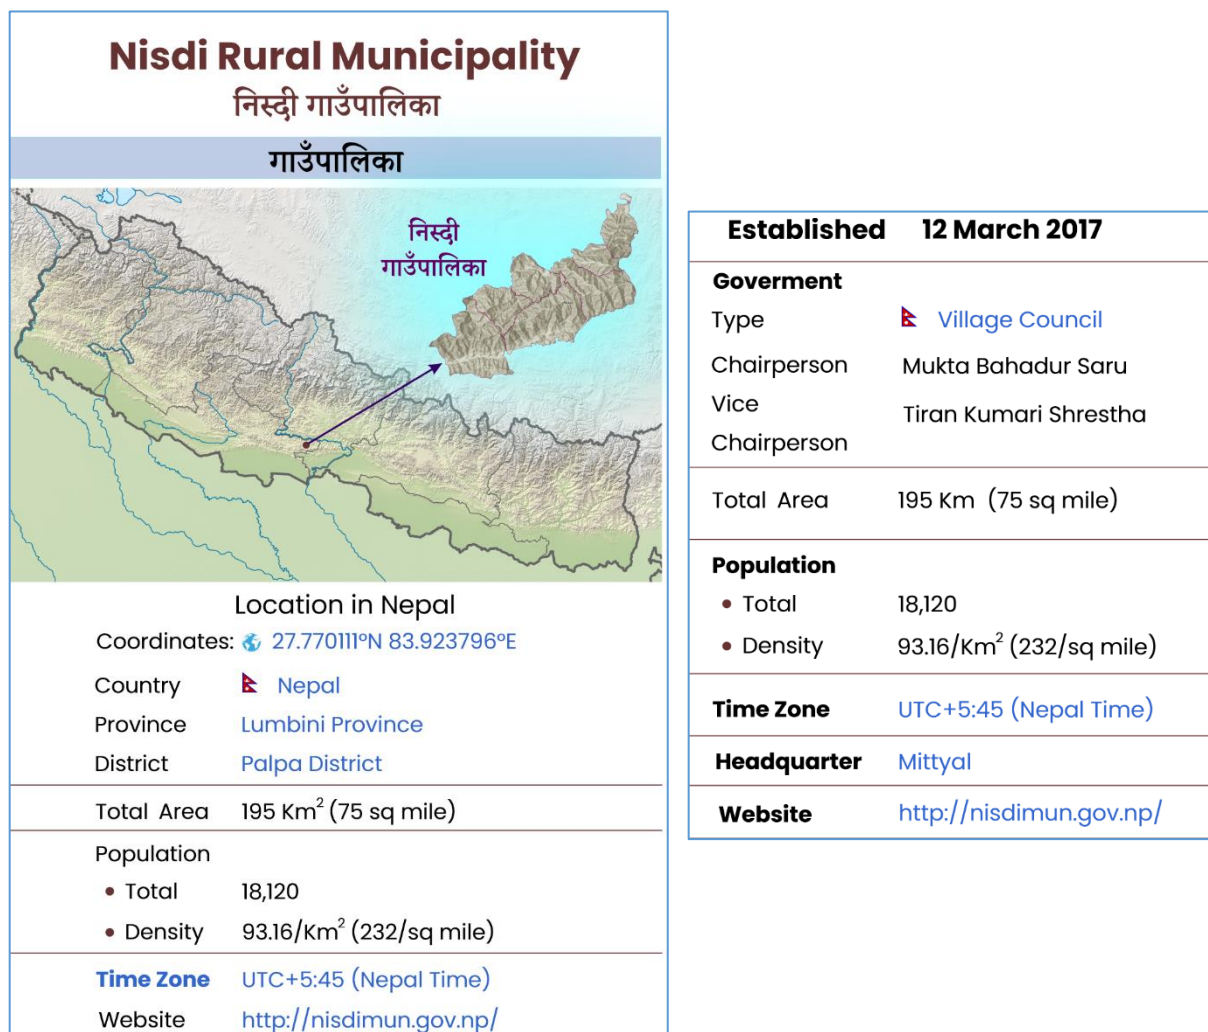 Nisdi Rural Municipality
निस्दी गाउँपालिका
गाउँपालिका
निस्दी
गाउँपालिका
Location in Nepal
Coordinates: 27.770111°N 83.923796°E
Country Nepal
Province Lumbini Province
District Palpa District
Total Area 195 Km² (75 sq mile)
Population
• Total 18,120
• Density 93.16/Km² (232/sq mile)
Time Zone UTC+5:45 (Nepal Time)
Website http://nisdimun.gov.np/
Established 12 March 2017
Goverment
Type Village Council
Chairperson Mukta Bahadur Saru
Vice
Chairperson Tiran Kumari Shrestha
Total Area 195 Km (75 sq mile)
Population
• Total 18,120
• Density 93.16/Km² (232/sq mile)
Time Zone UTC+5:45 (Nepal Time)
Headquarter Mittyal
Website http://nisdimun.gov.np/